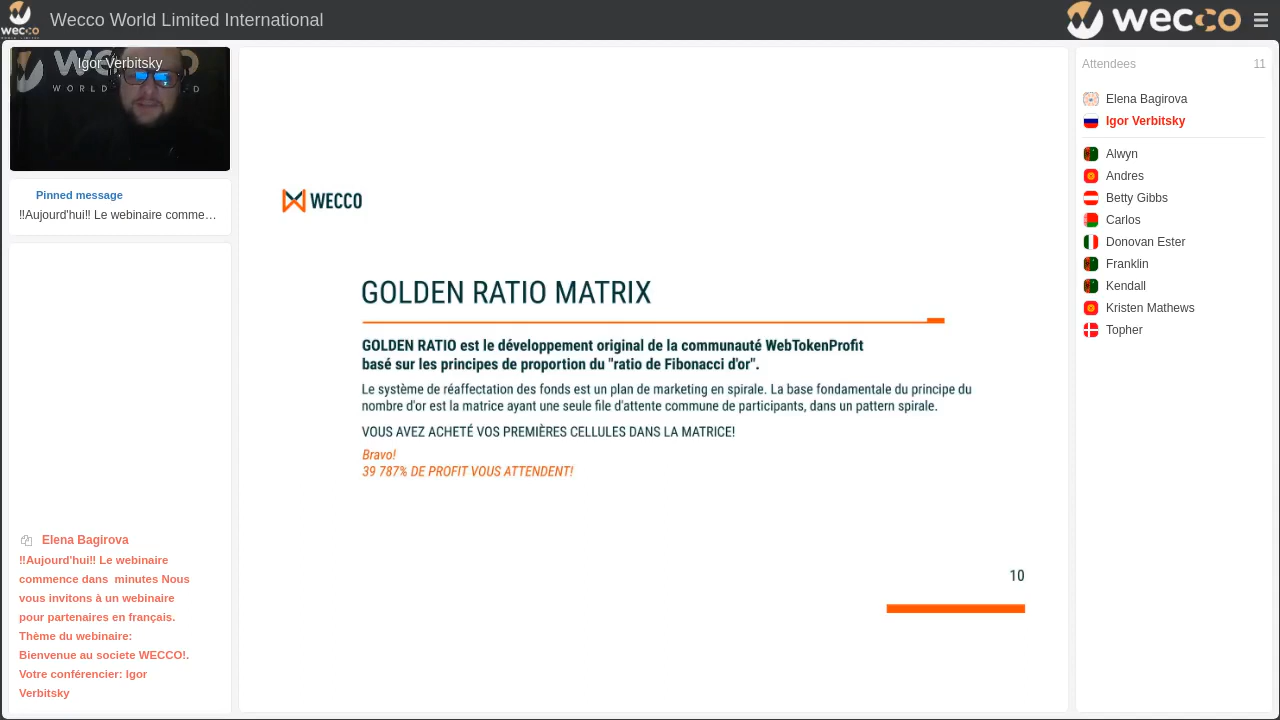 wecco
Wecco World Limited International
wecco
Igor Verbitsky
WORLD
Pinned message
‼Aujourd'hui‼ Le webinaire comme…
Elena Bagirova
‼Aujourd'hui‼ Le webinaire
commence dans  minutes Nous
vous invitons à un webinaire
pour partenaires en français.
Thème du webinaire:
Bienvenue au societe WECCO!.
Votre conférencier: Igor
Verbitsky
WECCO
GOLDEN RATIO MATRIX
GOLDEN RATIO est le développement original de la communauté WebTokenProfit
basé sur les principes de proportion du "ratio de Fibonacci d'or".
Le système de réaffectation des fonds est un plan de marketing en spirale. La base fondamentale du principe du
nombre d'or est la matrice ayant une seule file d'attente commune de participants, dans un pattern spirale.
VOUS AVEZ ACHETÉ VOS PREMIÈRES CELLULES DANS LA MATRICE!
Bravo!
39 787% DE PROFIT VOUS ATTENDENT!
10
Attendees 11
Elena Bagirova
Igor Verbitsky
Alwyn
Andres
Betty Gibbs
Carlos
Donovan Ester
Franklin
Kendall
Kristen Mathews
Topher